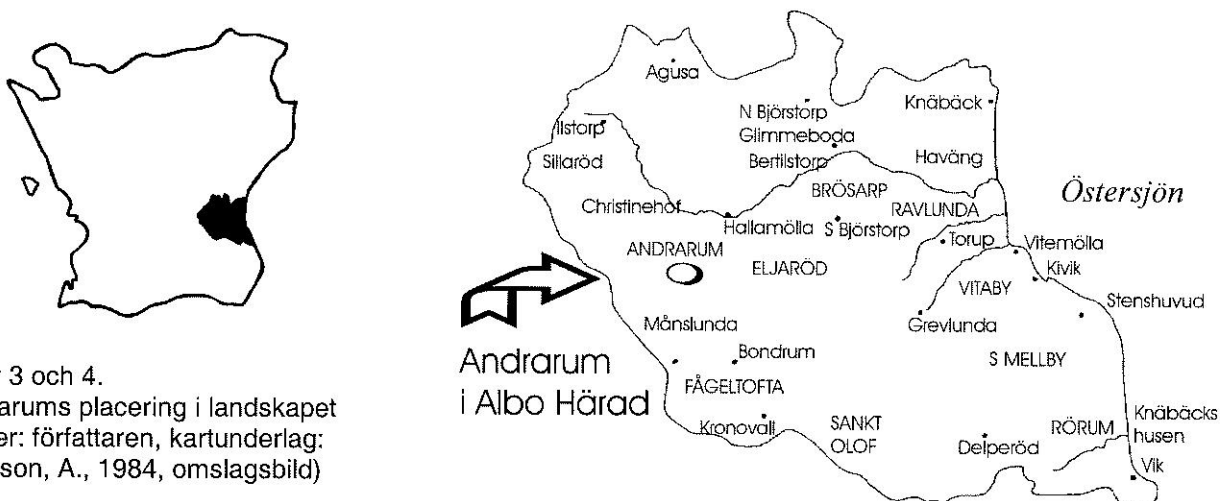 Agusa
N Björstorp
Glimmeboda
Bertilstorp
Knäbäck
Illstorp
Sillaröd
Haväng
Östersjön
BRÖSARP
Christinehof
RAVLUNDA
Hallamölla
S Björstorp
ANDRARUM
Torup
Vitemölla
ELJARÖD
Kivik
VITABY
Stenshuvud
Månslunda
Grevlunda
Andrarum
i Albo Härad
Bondrum
S MELLBY
FÅGELTOFTA
Kronovall
SANKT
OLOF
Delperöd
RÖRUM
Knäbäcks
husen
Vik
3 och 4.
arums placering i landskapet
er: författaren, kartunderlag:
son, A., 1984, omslagsbild)